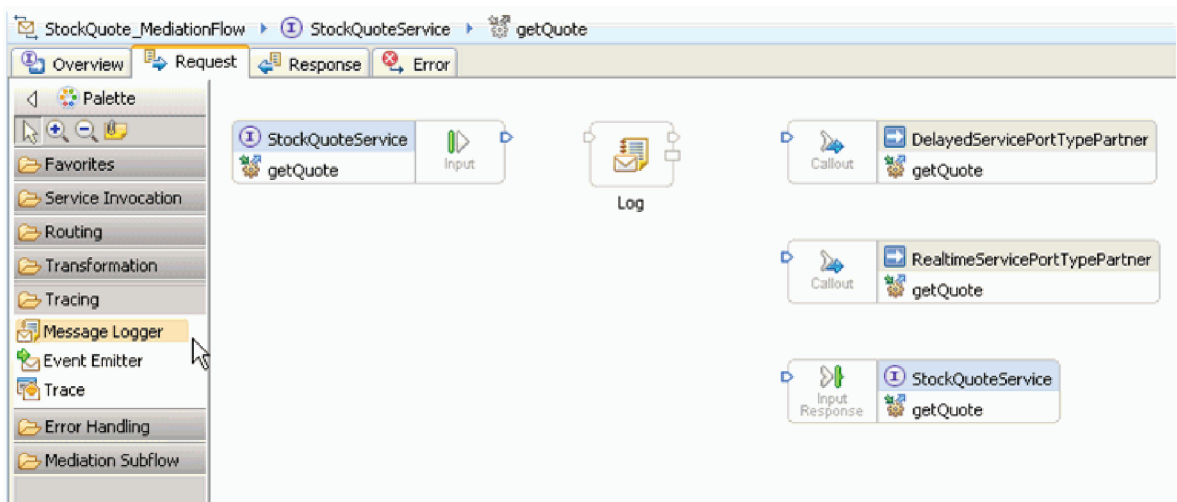 StockQuote_MediationFlow StockQuoteService getQuote
Overview Request Response Error
Palette
Favorites
Service Invocation
Routing
Transformation
Tracing
Message Logger
Event Emitter
Trace
Error Handling
Mediation Subflow
StockQuoteService
getQuote
Input
Log
Callout
DelayedServicePortTypePartner
getQuote
Callout
RealtimeServicePortTypePartner
getQuote
Input
Response
StockQuoteService
getQuote